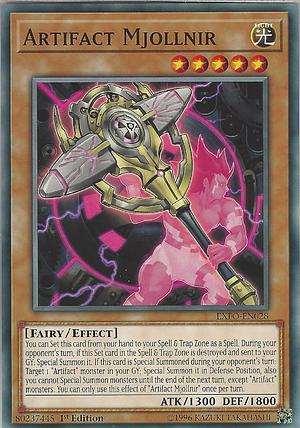 Artifact Mjollnir
光
EXFO-EN028
[Fairy/Effect]
You can Set this card from your hand to your Spell & Trap Zone as a Spell. During your
opponent's turn, if this Set card in the Spell & Trap Zone is destroyed and sent to your
GY: Special Summon it. If this card is Special Summoned during your opponent's turn:
Target 1 "Artifact" monster in your GY; Special Summon it in Defense Position, also
you cannot Special Summon monsters until the end of the next turn, except "Artifact"
monsters. You can only use this effect of "Artifact Mjollnir" once per turn.
ATK/1300 DEF/1800
80237445 1st Edition ©1996 KAZUKI TAKAHASHI